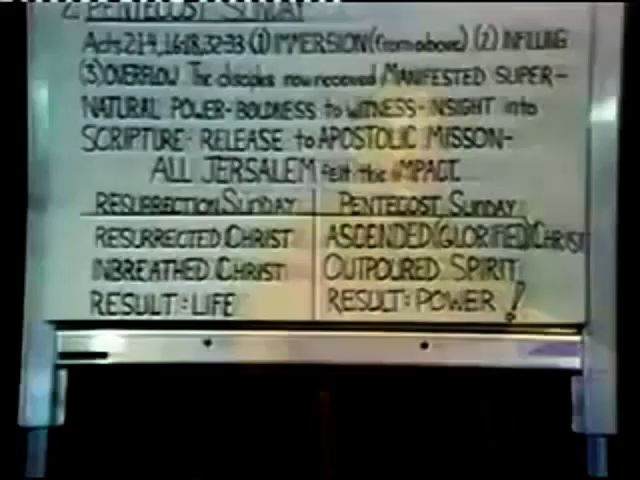 2. PENTECOST SUNDAY
Acts 2:1-4, 16-18, 32-33 (1) IMMERSION (from above) (2) INFILLING
(3) OVERFLOW The disciples now received MANIFESTED SUPER-
NATURAL POWER - BOLDNESS to WITNESS - INSIGHT into
SCRIPTURE - RELEASE to APOSTOLIC MISSON -
ALL JERSALEM felt the IMPACT.
RESURRECTION SUNDAY PENTECOST SUNDAY
RESURRECTED CHRIST ASCENDED (GLORIFIED) CHRIST
INBREATHED CHRIST OUTPOURED SPIRIT
RESULT: LIFE RESULT: POWER!